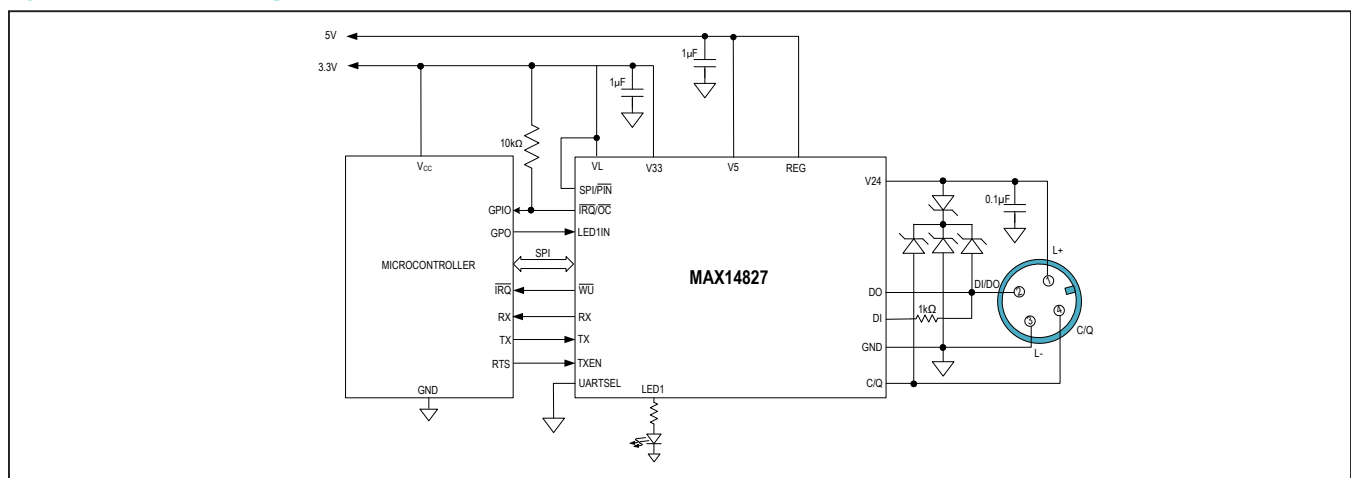 5V
3.3V
1µF
1µF
10kΩ
VCC
VL
V33
V5
REG
SPI/PIN
V24
0.1µF
GPIO
IRQ/OC
GPO
LED1IN
L+
SPI
MICROCONTROLLER
MAX14827
IRQ
WU
DO
DI/DO
2
1
RX
RX
DI
1kΩ
3
4
C/Q
TX
TX
GND
L-
RTS
TXEN
UARTSEL
C/Q
GND
LED1